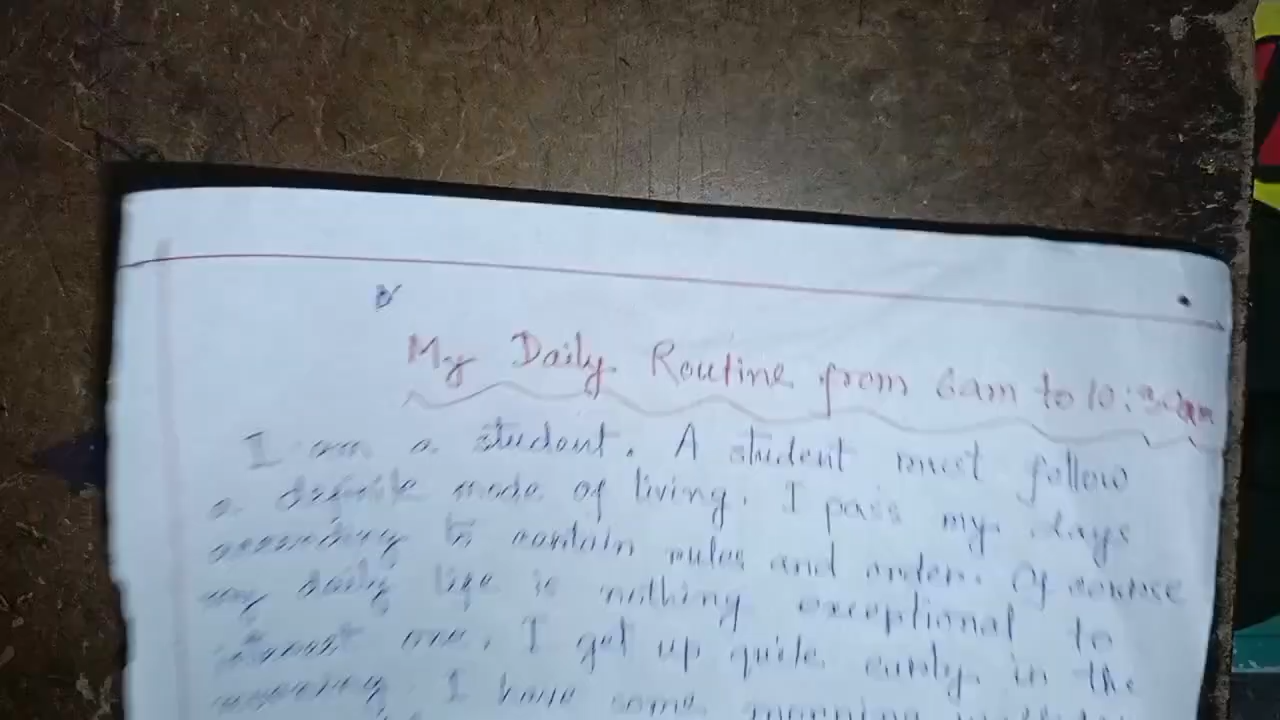 My Daily Routine from 6am to 10:30am
I am a student. A student must follow
a definite mode of living. I pass my days
according to certain rules and order. Of course
my daily life is nothing exceptional to
me. I get up quite early in the
morning. I have some morning